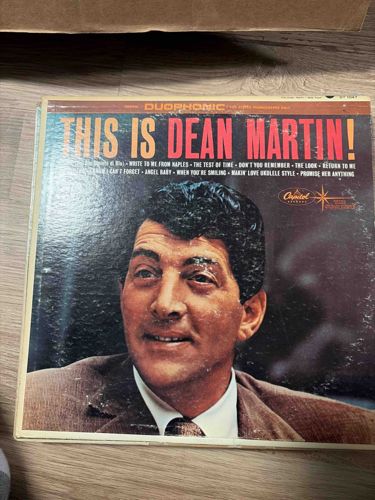 DUOPHONIC
THIS IS DEAN MARTIN!
WRITE TO ME FROM NAPLES • THE TEST OF TIME • DON'T YOU REMEMBER • THE LOOK • RETURN TO ME
I CAN'T FORGET • ANGEL BABY • WHEN YOU'RE SMILING • MAKIN' LOVE UKULELE STYLE • PROMISE HER ANYTHING
Capitol
RECORDS